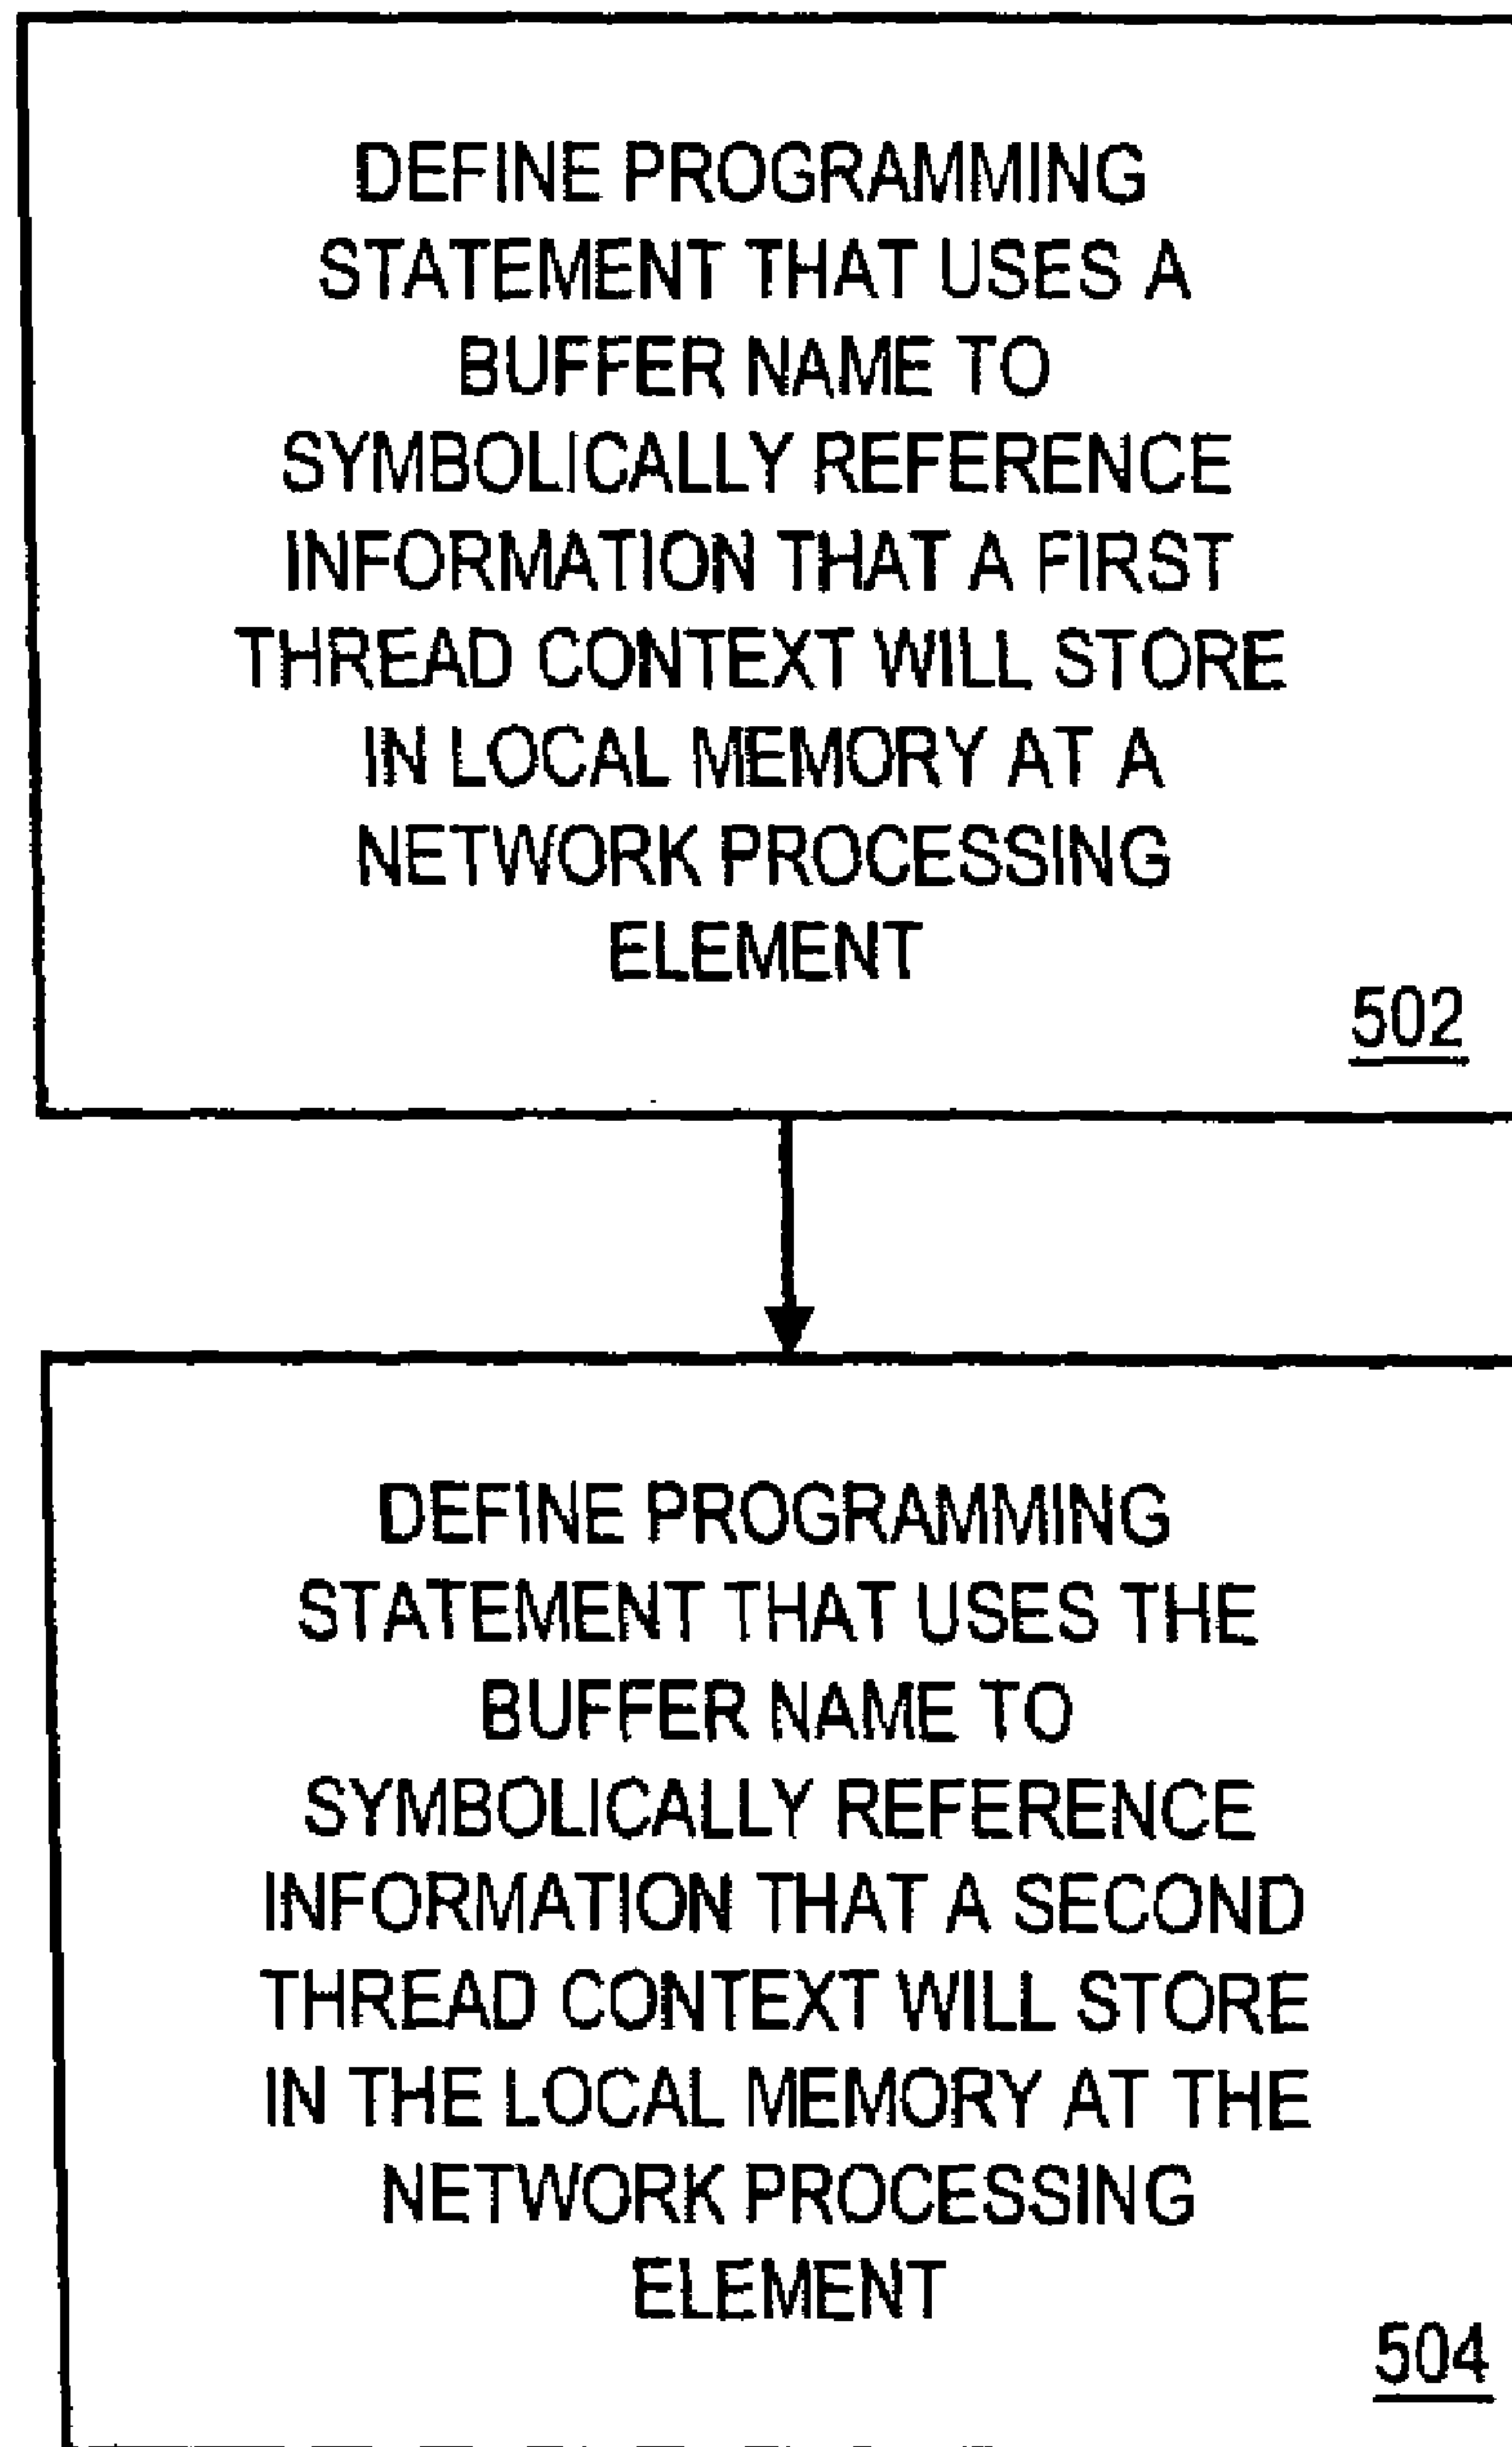 DEFINE PROGRAMMING
STATEMENT THAT USES A
BUFFER NAME TO
SYMBOLICALLY REFERENCE
INFORMATION THAT A FIRST
THREAD CONTEXT WILL STORE
IN LOCAL MEMORY AT A
NETWORK PROCESSING
ELEMENT
502
DEFINE PROGRAMMING
STATEMENT THAT USES THE
BUFFER NAME TO
SYMBOLICALLY REFERENCE
INFORMATION THAT A SECOND
THREAD CONTEXT WILL STORE
IN THE LOCAL MEMORY AT THE
NETWORK PROCESSING
ELEMENT
504